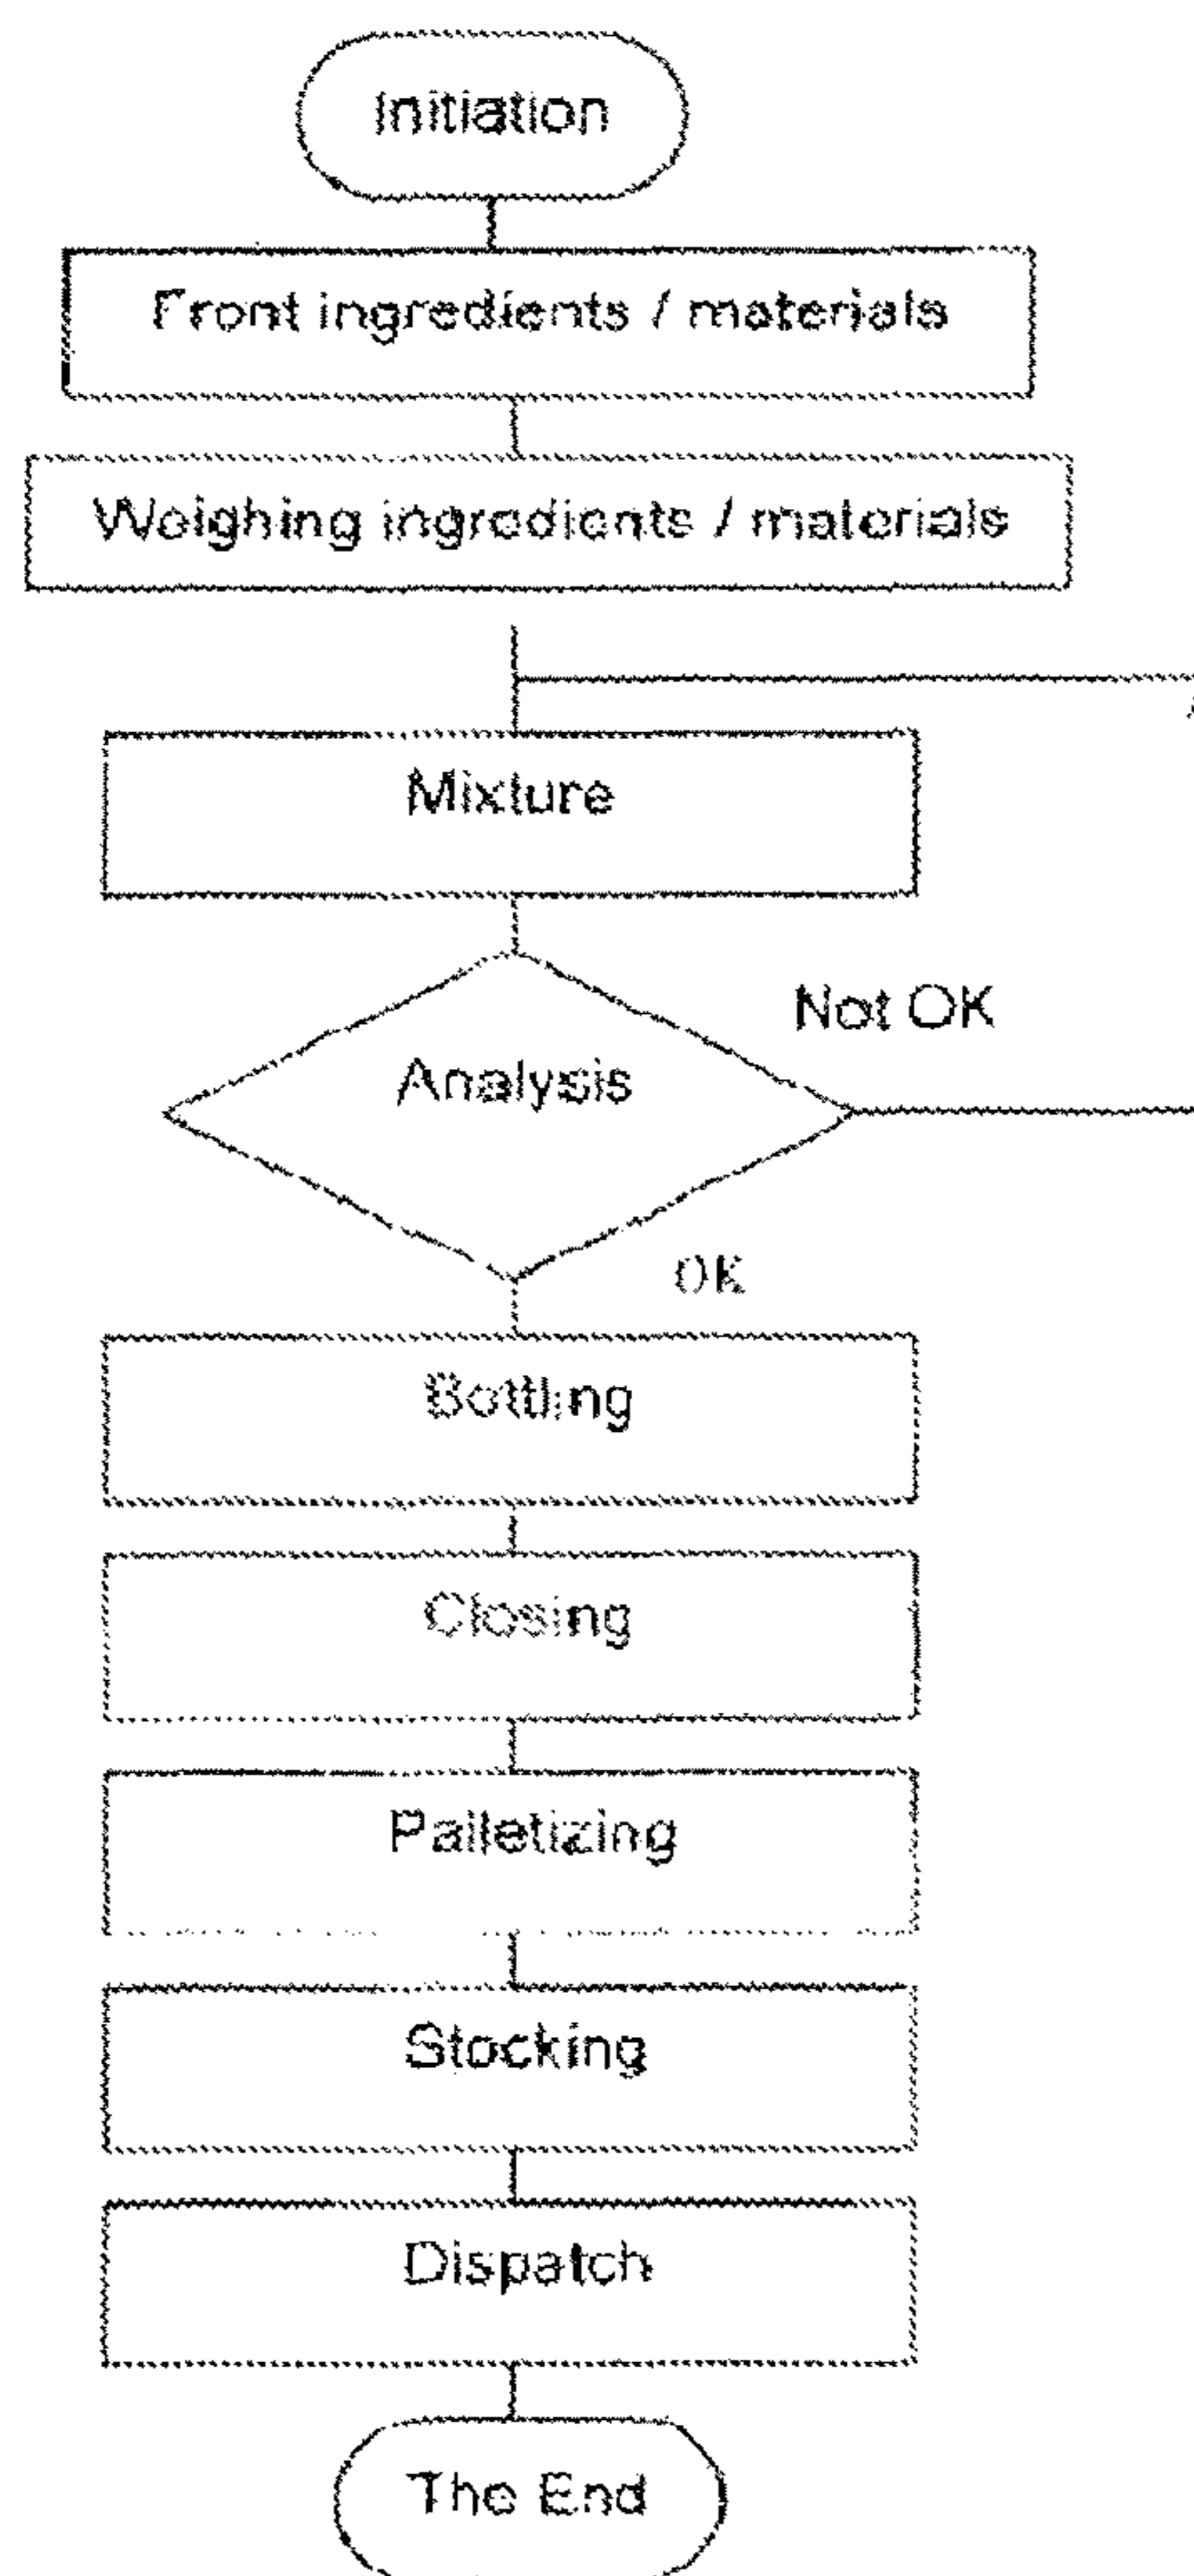 Initiation
Front ingredients / materials
Weighing ingredients / materials
Mixture
Not OK
Analysis
OK
Bottling
Closing
Palletizing
Stocking
Dispatch
The End